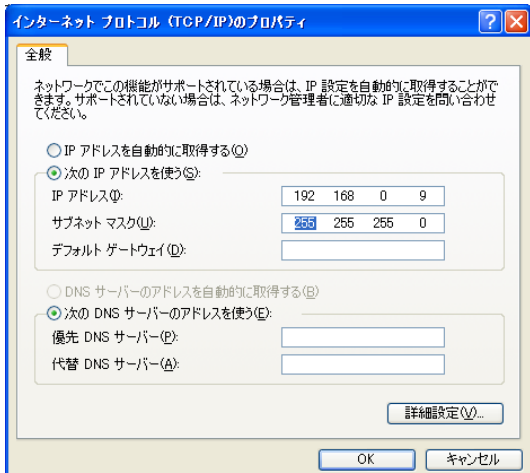 インターネット プロトコル (TCP/IP)のプロパティ
全般
ネットワークでこの機能がサポートされている場合は、IP 設定を自動的に取得することがで
きます。サポートされていない場合は、ネットワーク管理者に適切な IP 設定を問い合わせ
てください。
IP アドレスを自動的に取得する(O)
次の IP アドレスを使う(S):
IP アドレス(I): 192 168 0 9
サブネット マスク(U): 255 255 255 0
デフォルト ゲートウェイ(D):
DNS サーバーのアドレスを自動的に取得する(B)
次の DNS サーバーのアドレスを使う(E):
優先 DNS サーバー(P):
代替 DNS サーバー(A):
詳細設定(V)...
OK キャンセル